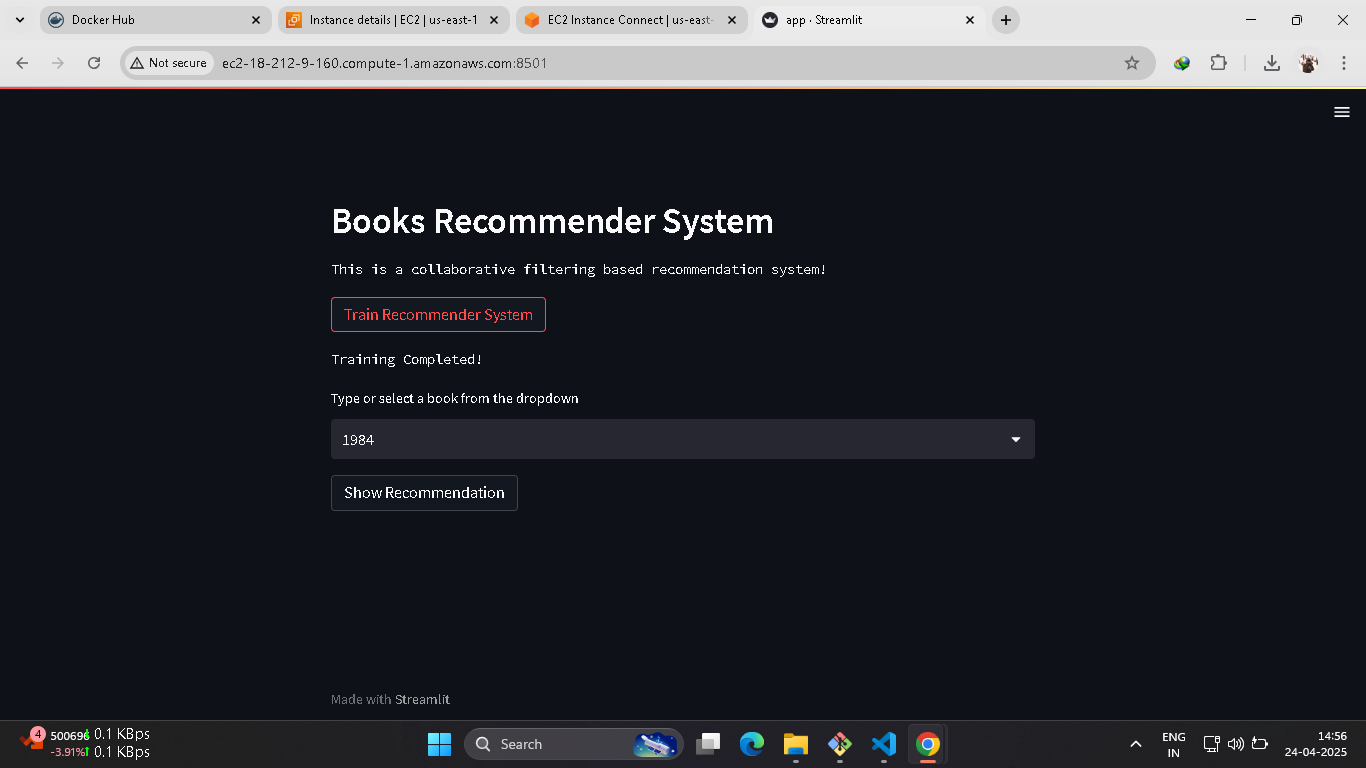 Docker Hub
Instance details | EC2 | us-east-1
EC2 Instance Connect | us-east-
app · Streamlit
Not secure
ec2-18-212-9-160.compute-1.amazonaws.com:8501
Books Recommender System
This is a collaborative filtering based recommendation system!
Train Recommender System
Training Completed!
Type or select a book from the dropdown
1984
Show Recommendation
Made with Streamlit
4
500696 0.1 KBps
-3.91% 0.1 KBps
Search
ENG
IN
14:56
24-04-2025